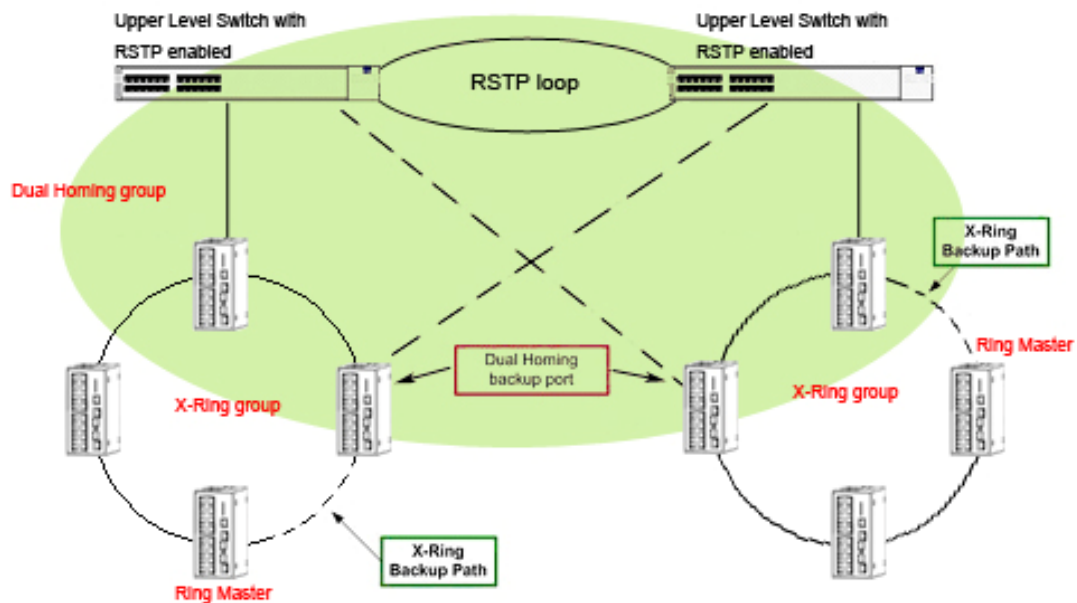 Upper Level Switch with
RSTP enabled
Upper Level Switch with
RSTP enabled
RSTP loop
Dual Homing group
X-Ring
Backup Path
Ring Master
Dual Homing
backup port
X-Ring group
X-Ring group
X-Ring
Backup Path
Ring Master